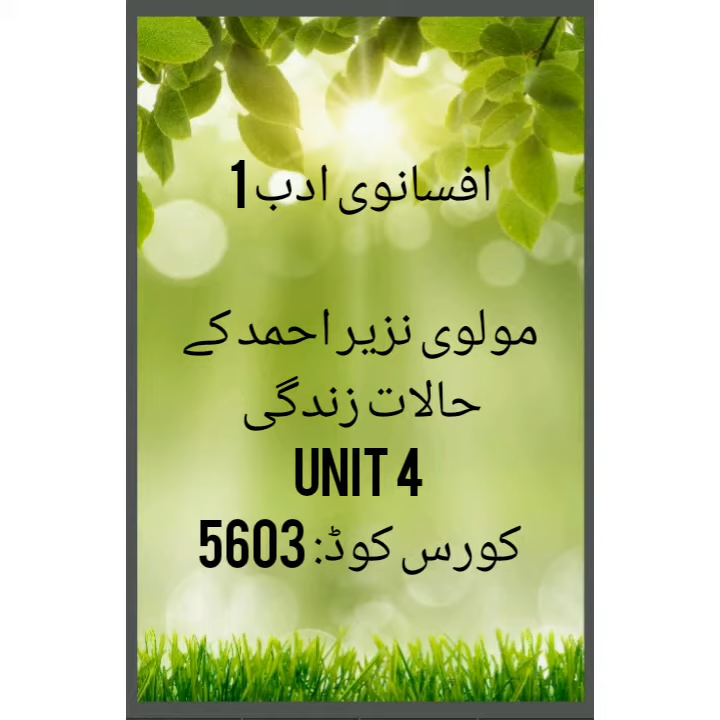 افسانوی ادب 1
مولوی نزیر احمد کے
حالات زندگی
UNIT 4
کورس کوڈ: 5603